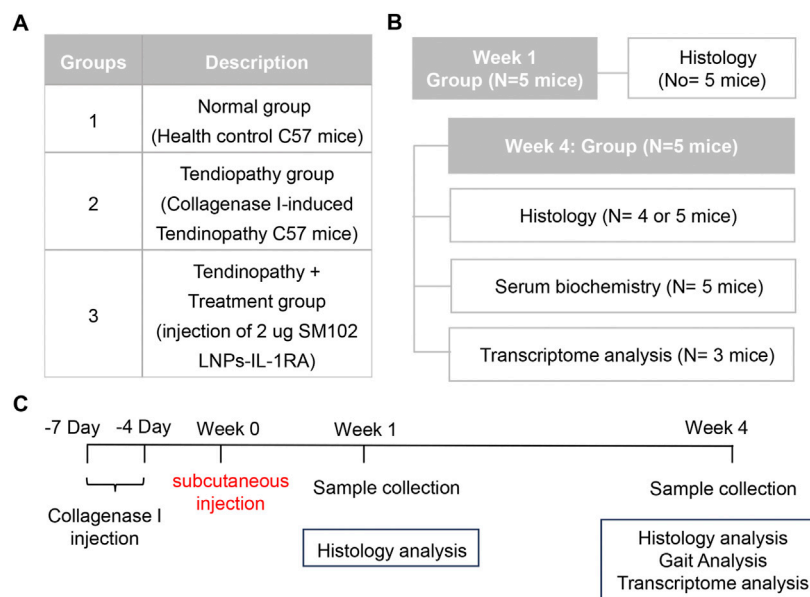 A
Groups Description
1
Normal group
(Health control C57 mice)
2
Tendiopathy group
(Collagenase I-induced
Tendinopathy C57 mice)
3
Tendinopathy +
Treatment group
(injection of 2 ug SM102
LNPs-IL-1RA)
B
Week 1
Group (N=5 mice)
Histology
(No= 5 mice)
Week 4: Group (N=5 mice)
Histology (N= 4 or 5 mice)
Serum biochemistry (N= 5 mice)
Transcriptome analysis (N= 3 mice)
C
-7 Day -4 Day Week 0 Week 1 Week 4
Collagenase I
injection
subcutaneous
injection
Sample collection
Histology analysis
Sample collection
Histology analysis
Gait Analysis
Transcriptome analysis